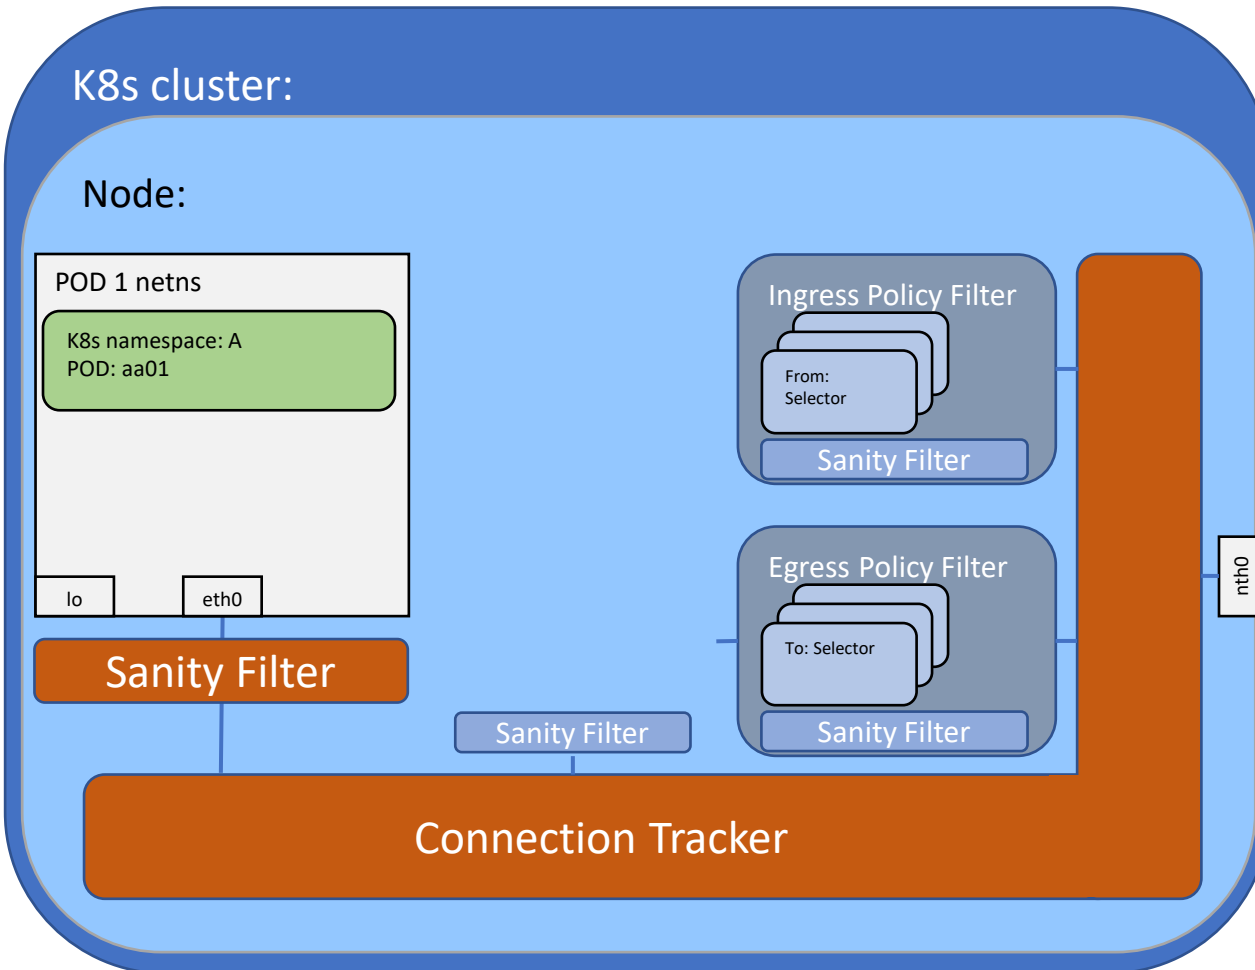 K8s cluster:
Node:
POD 1 netns
K8s namespace: A
POD: aa01
lo
eth0
Sanity Filter
Sanity Filter
Ingress Policy Filter
From:
Selector
Sanity Filter
Egress Policy Filter
To: Selector
Sanity Filter
nth0
Connection Tracker